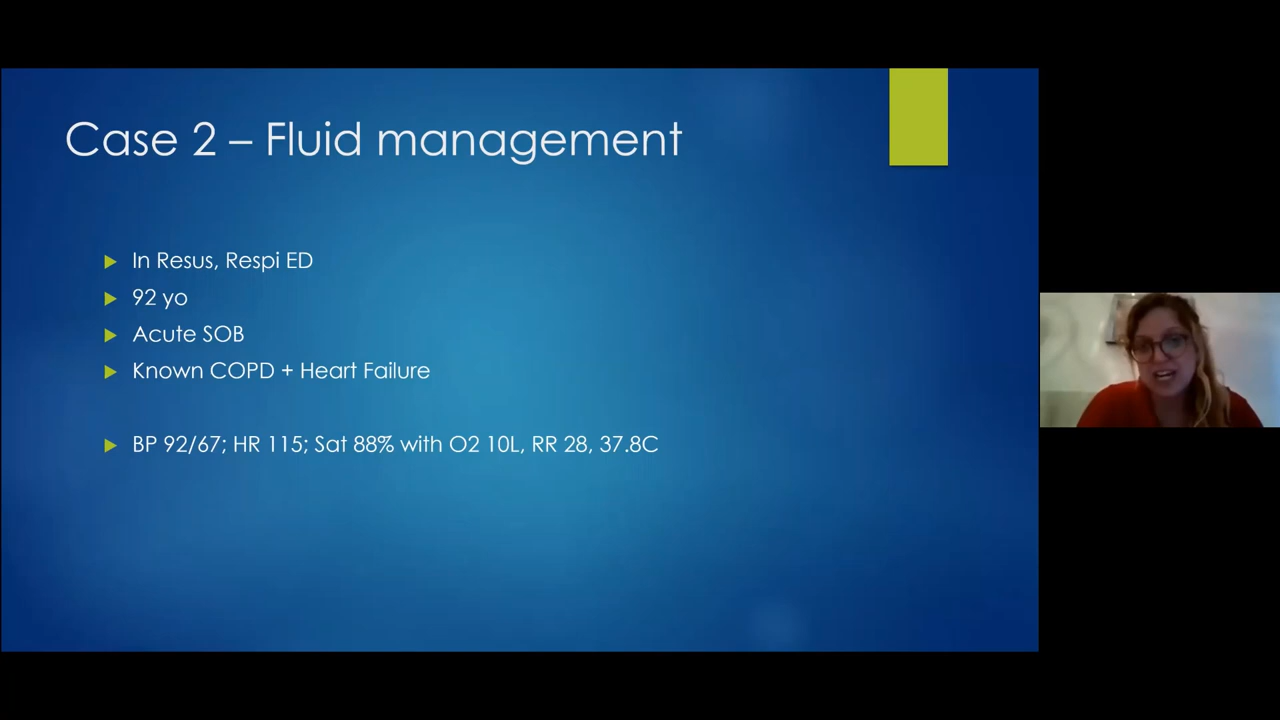 Case 2 – Fluid management
In Resus, Respi ED
92 yo
Acute SOB
Known COPD + Heart Failure
BP 92/67; HR 115; Sat 88% with O2 10L, RR 28, 37.8C